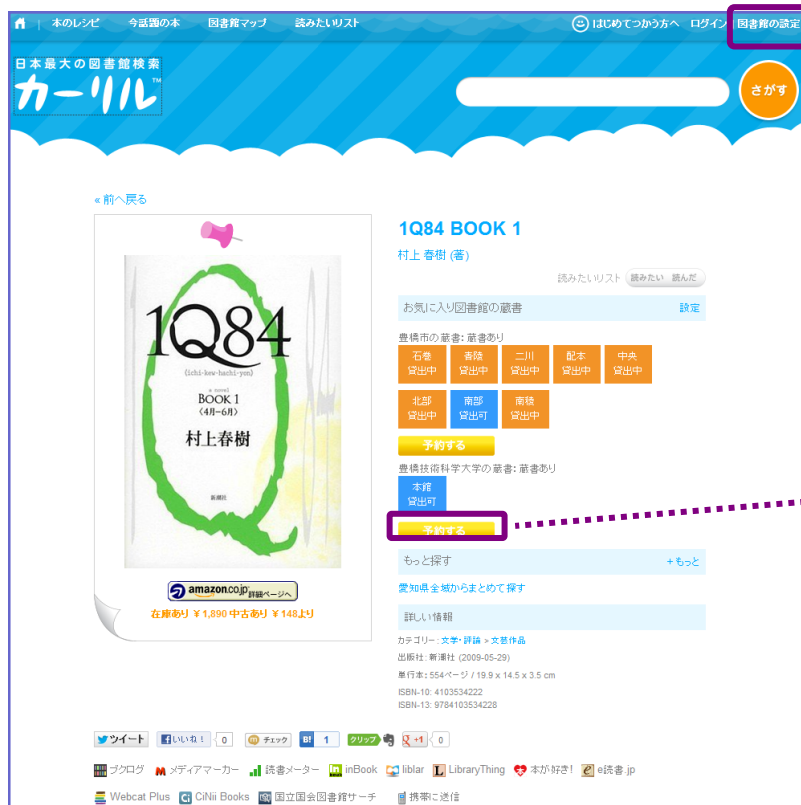 本のレシピ 今話題の本 図書館マップ 読みたいリスト はじめてつかう方へ ログイン 図書館の設定
日本最大の図書館検索
カーリル™
さがす
«前へ戻る
1Q84
(ichi-kew-hachi-yon)
a novel
BOOK 1
〈4月-6月〉
村上春樹
新潮社
amazon.co.jp 詳細ページへ
在庫あり ¥1,890 中古あり ¥148より
1Q84 BOOK 1
村上 春樹 (著)
読みたいリスト 読みたい 読んだ
お気に入り図書館の蔵書 設定
豊橋市の蔵書: 蔵書あり
石巻 貸出中 二川 貸出中 配本 貸出中 中央 貸出中
貸出中
北部 貸出中 南部 貸出可 南稜 貸出中
予約する
豊橋技術科学大学の蔵書: 蔵書あり
本館
貸出可
予約する
もっと探す +もっと
愛知県全域からまとめて探す
詳しい情報
カテゴリー: 文学・評論 » 文芸作品
出版社: 新潮社 (2009-05-29)
単行本: 554ページ / 19.9 x 14.5 x 3.5 cm
ISBN-10: 4103534222
ISBN-13: 9784103534228
ツイート いいね! 0 チェック B! 1 クリップ +1 0
ブクログ メディアマーカー 読書メーター inBook liblar LibraryThing 本が好き! e読書.jp
Webcat Plus CiNii Books 国立国会図書館サーチ 携帯に送信